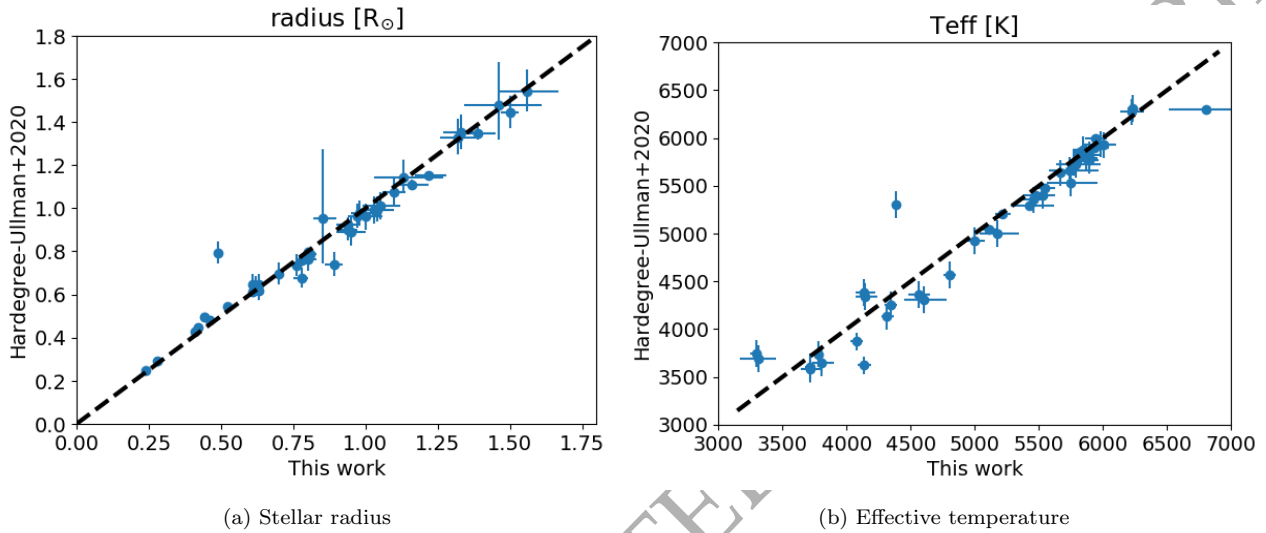 radius [R☉]
1.8
1.6
1.4
1.2
1.0
0.8
0.6
0.4
0.2
0.0
Hardegree-Ullman+2020
0.00 0.25 0.50 0.75 1.00 1.25 1.50 1.75
This work
(a) Stellar radius
Teff [K]
7000
6500
6000
5500
5000
4500
4000
3500
3000
Hardegree-Ullman+2020
3000 3500 4000 4500 5000 5500 6000 6500 7000
This work
(b) Effective temperature